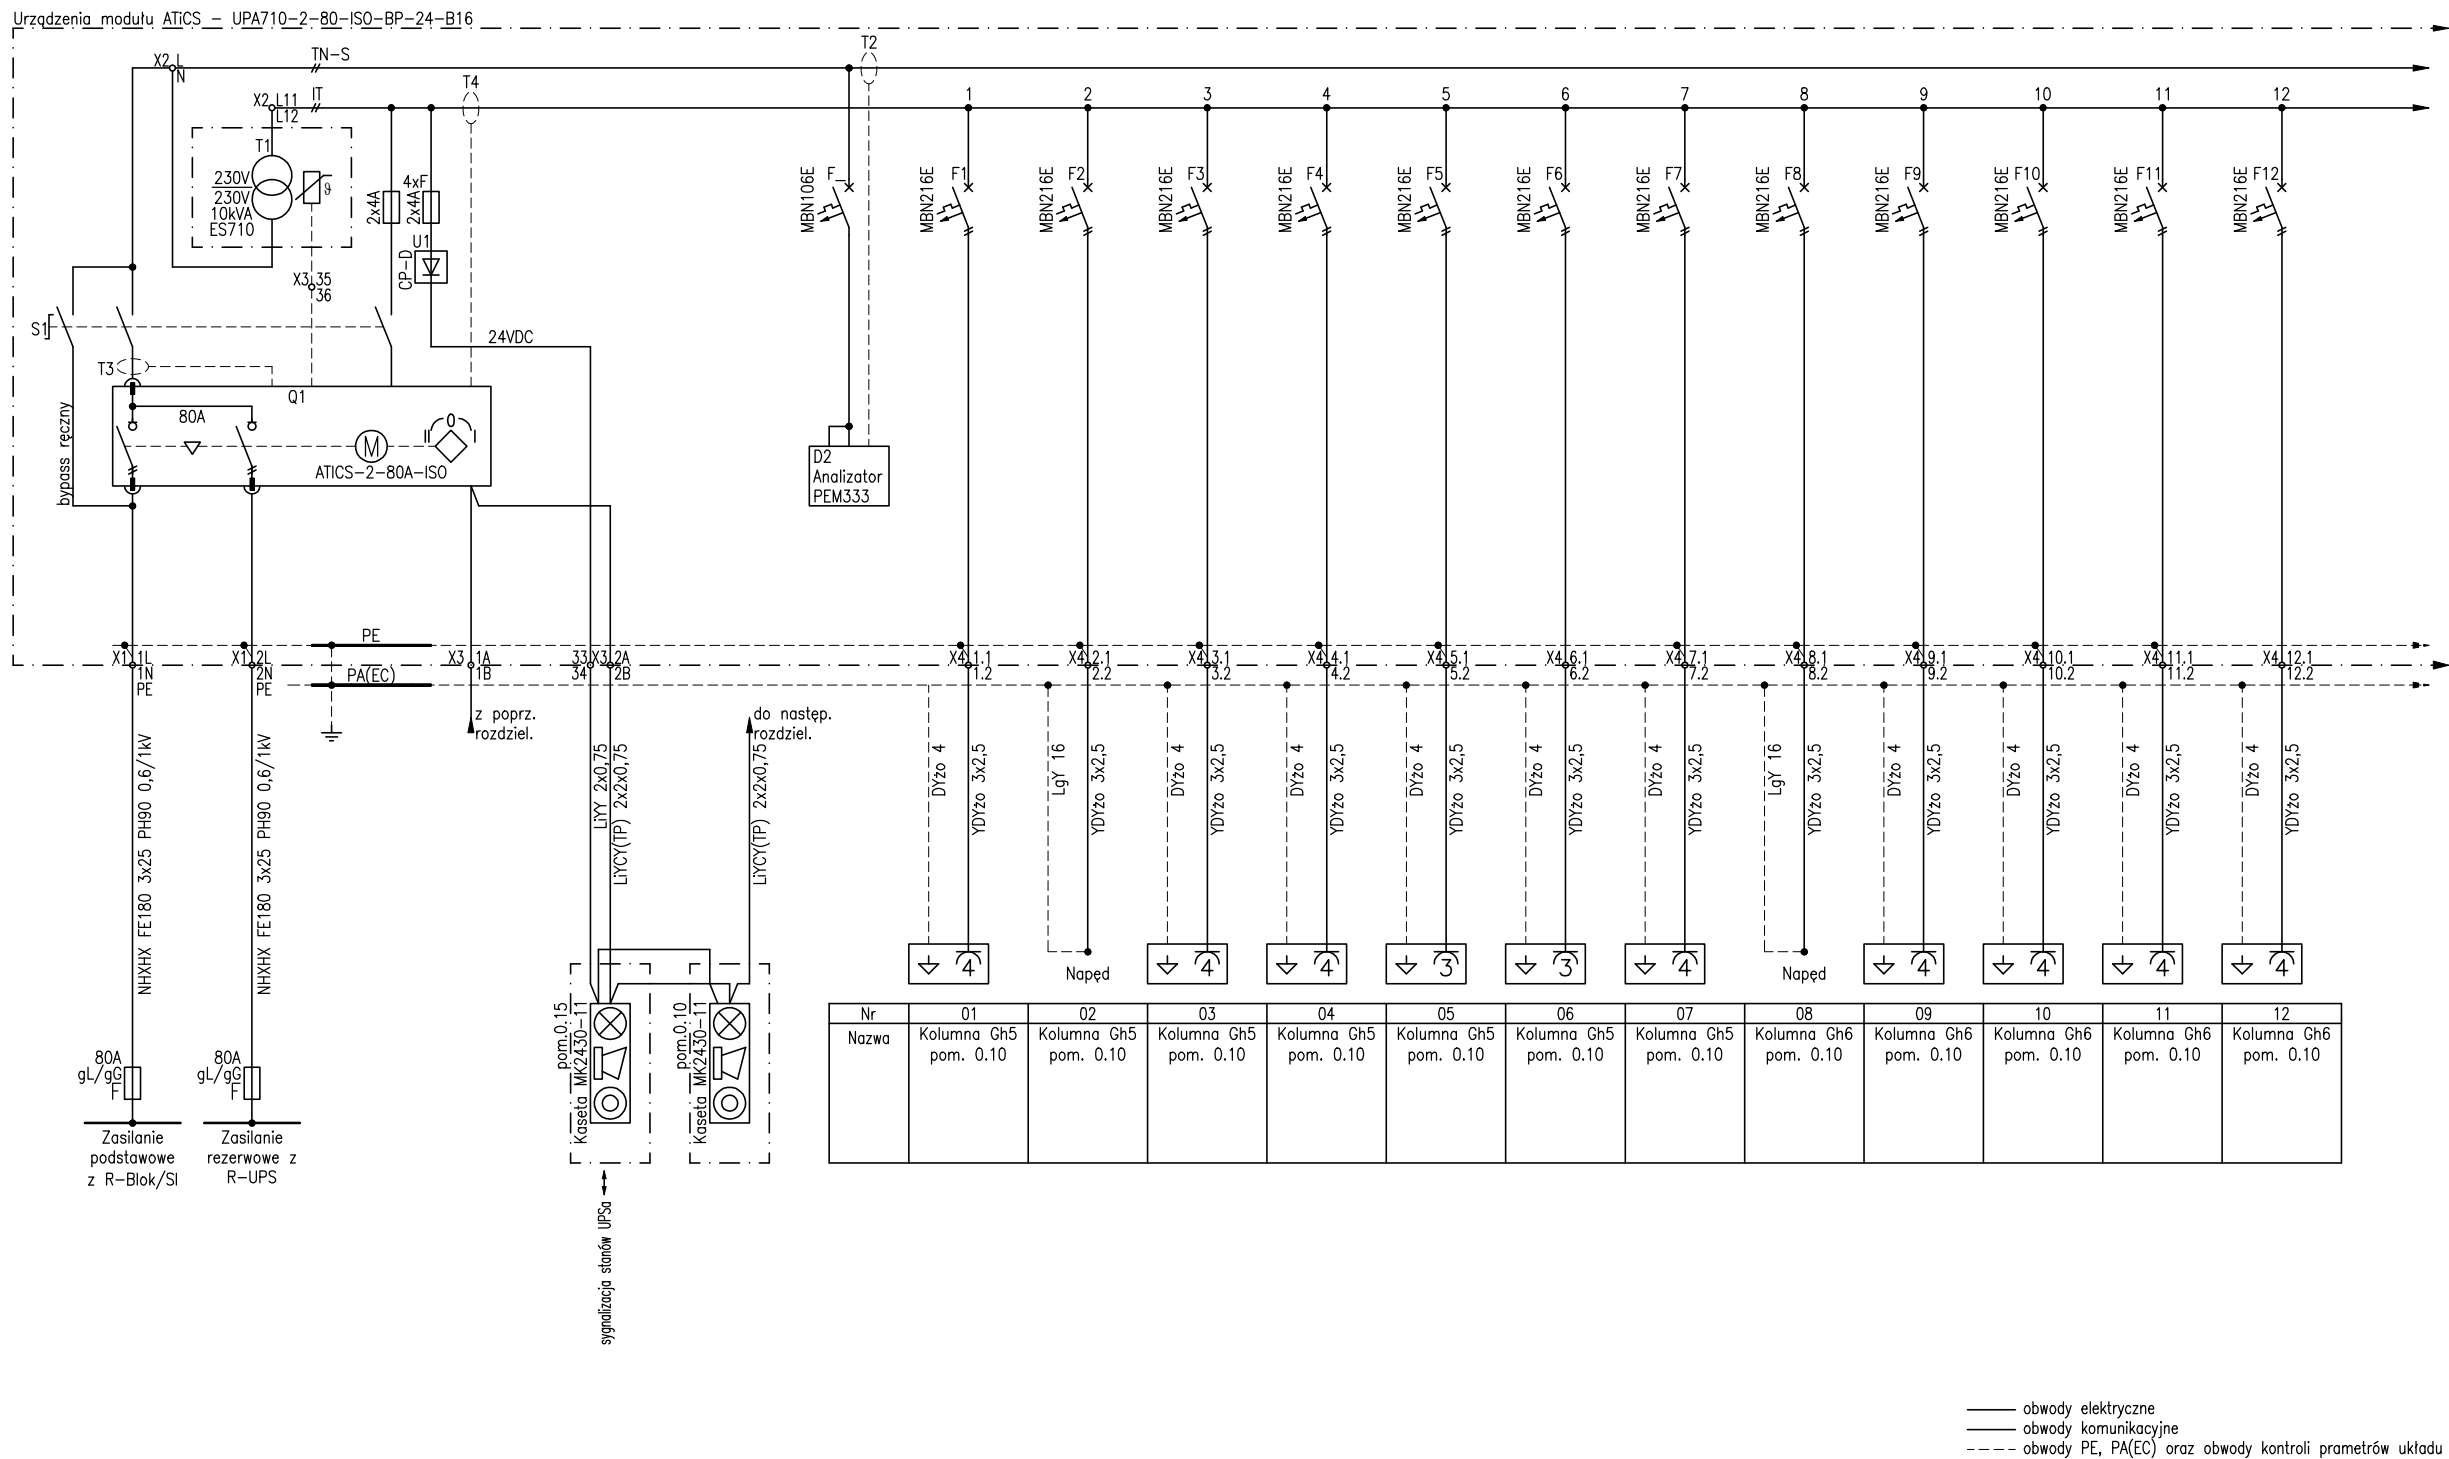 Urządzenia modułu ATiCS – UPA710-2-80-ISO-BP-24-B16
X2 L
N
TN-S
T2
X2 L11
L12
IT
T4
1 2 3 4 5 6 7 8 9 10 11 12
T1
230V
230V
10kVA
ES710
ϑ
2x4A
4xF
2x4A
U1
CP-D
X3 35
36
MBN106E F_
MBN216E F1
MBN216E F2
MBN216E F3
MBN216E F4
MBN216E F5
MBN216E F6
MBN216E F7
MBN216E F8
MBN216E F9
MBN216E F10
MBN216E F11
MBN216E F12
S1
24VDC
T3
Q1
80A
M
II 0 I
ATICS-2-80A-ISO
bypass ręczny
D2
Analizator
PEM333
PE
PA(EC)
X1 1L
1N
PE
X1 2L
2N
PE
X3 1A
1B
33 X3 2A
34 2B
X4 1.1
1.2
X4 2.1
2.2
X4 3.1
3.2
X4 4.1
4.2
X4 5.1
5.2
X4 6.1
6.2
X4 7.1
7.2
X4 8.1
8.2
X4 9.1
9.2
X4 10.1
10.2
X4 11.1
11.2
X4 12.1
12.2
z poprz.
rozdziel.
do następ.
rozdziel.
NHXHX FE180 3x25 PH90 0,6/1kV
NHXHX FE180 3x25 PH90 0,6/1kV
LiYY 2x0,75
LiYCY(TP) 2x2x0,75
LiYCY(TP) 2x2x0,75
DYżo 4
YDYżo 3x2,5
LgY 16
YDYżo 3x2,5
DYżo 4
YDYżo 3x2,5
DYżo 4
YDYżo 3x2,5
DYżo 4
YDYżo 3x2,5
DYżo 4
YDYżo 3x2,5
DYżo 4
YDYżo 3x2,5
LgY 16
YDYżo 3x2,5
DYżo 4
YDYżo 3x2,5
DYżo 4
YDYżo 3x2,5
DYżo 4
YDYżo 3x2,5
DYżo 4
YDYżo 3x2,5
4 Napęd 4 4 3 3 4 Napęd 4 4 4 4
pom.0.15
Kaseta MK2430-11
pom.0.10
Kaseta MK2430-11
80A
gL/gG
F
80A
gL/gG
F
Zasilanie
podstawowe
z R-Blok/SI
Zasilanie
rezerwowe z
R-UPS
sygnalizacja stanów UPSa
Nr 01 02 03 04 05 06 07 08 09 10 11 12
Nazwa Kolumna Gh5 Kolumna Gh5 Kolumna Gh5 Kolumna Gh5 Kolumna Gh5 Kolumna Gh5 Kolumna Gh5 Kolumna Gh6 Kolumna Gh6 Kolumna Gh6 Kolumna Gh6 Kolumna Gh6
pom. 0.10 pom. 0.10 pom. 0.10 pom. 0.10 pom. 0.10 pom. 0.10 pom. 0.10 pom. 0.10 pom. 0.10 pom. 0.10 pom. 0.10 pom. 0.10
obwody elektryczne
obwody komunikacyjne
obwody PE, PA(EC) oraz obwody kontroli prametrów układu